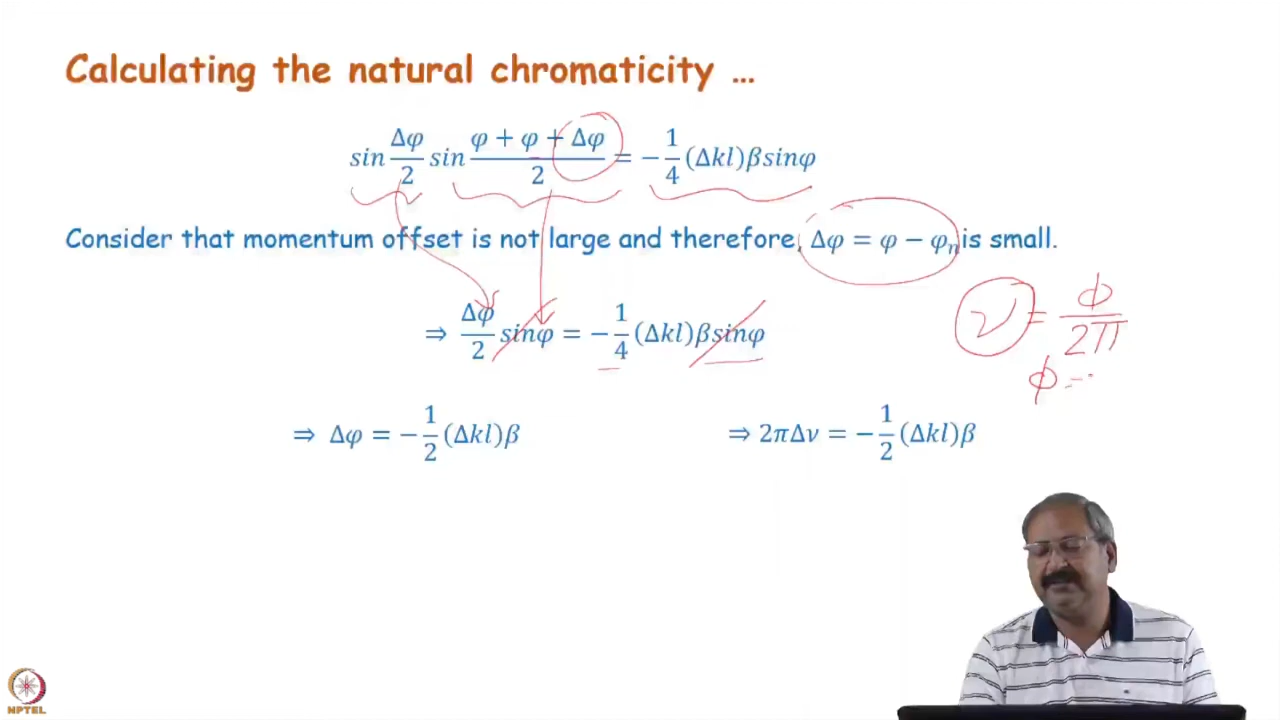 Calculating the natural chromaticity ...
sin Δφ/2 sin (φ + φ + Δφ)/2 = −1/4 (Δkl)βsinφ
Consider that momentum offset is not large and therefore, Δφ = φ − φₙ is small.
⇒ Δφ/2 sinφ = −1/4 (Δkl)βsinφ
ν = ϕ/2π
ϕ =
⇒ Δφ = −1/2 (Δkl)β
⇒ 2πΔν = −1/2 (Δkl)β
NPTEL